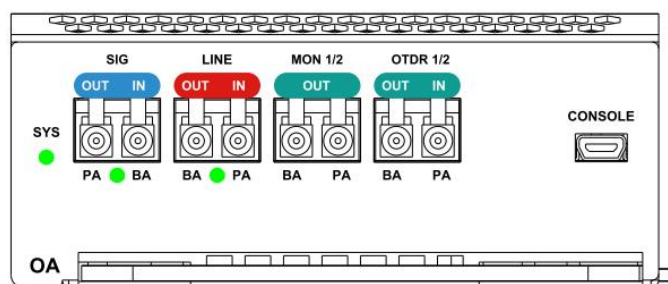 SIG LINE MON 1/2 OTDR 1/2
OUT IN OUT IN OUT OUT IN
CONSOLE
SYS
PA BA BA PA BA PA BA PA
OA